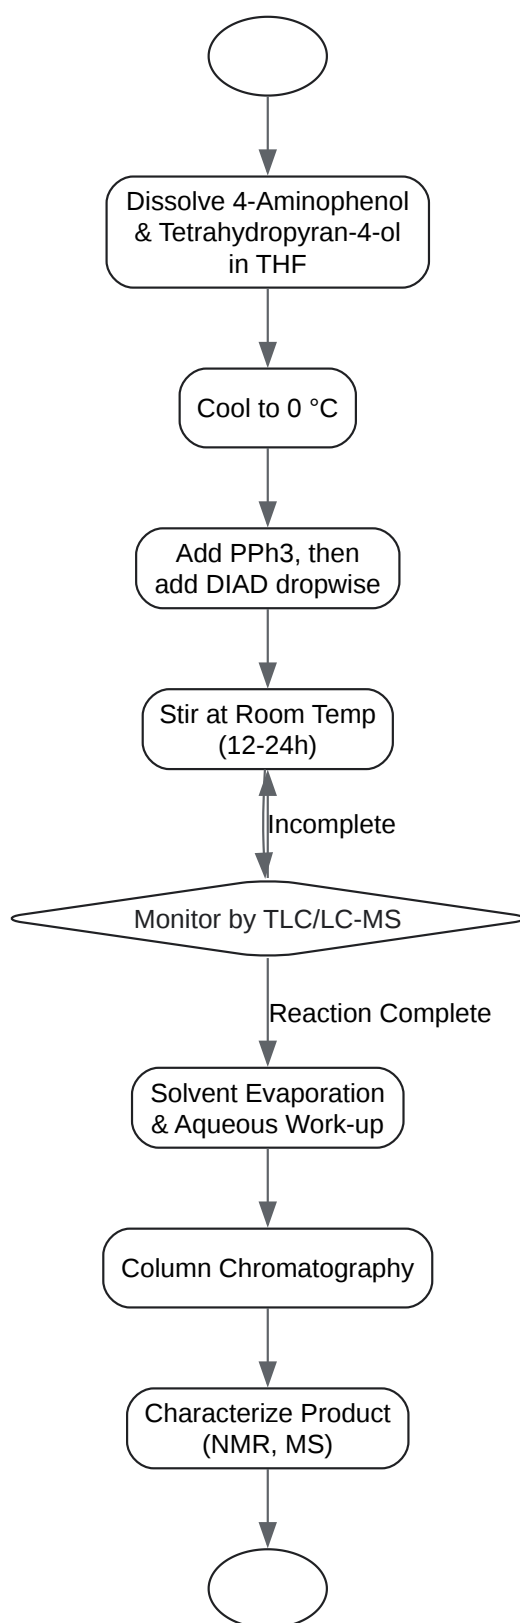 Dissolve 4-Aminophenol
& Tetrahydropyran-4-ol
in THF
Cool to 0 °C
Add PPh3, then
add DIAD dropwise
Stir at Room Temp
(12-24h)
Incomplete
Monitor by TLC/LC-MS
Reaction Complete
Solvent Evaporation
& Aqueous Work-up
Column Chromatography
Characterize Product
(NMR, MS)